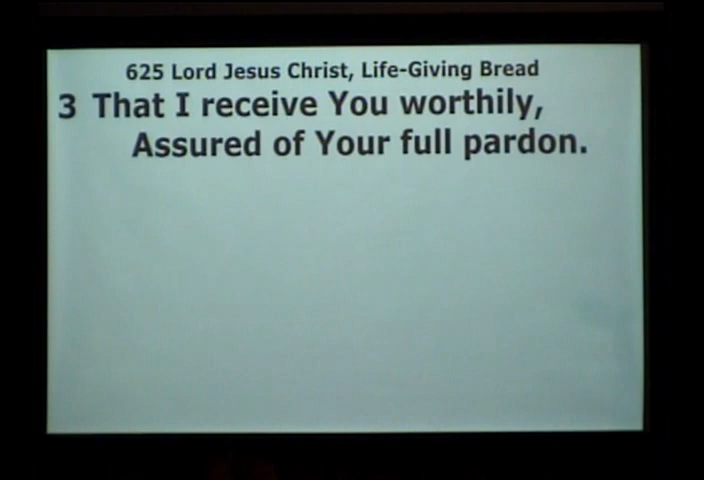 625 Lord Jesus Christ, Life-Giving Bread
3 That I receive You worthily,
Assured of Your full pardon.